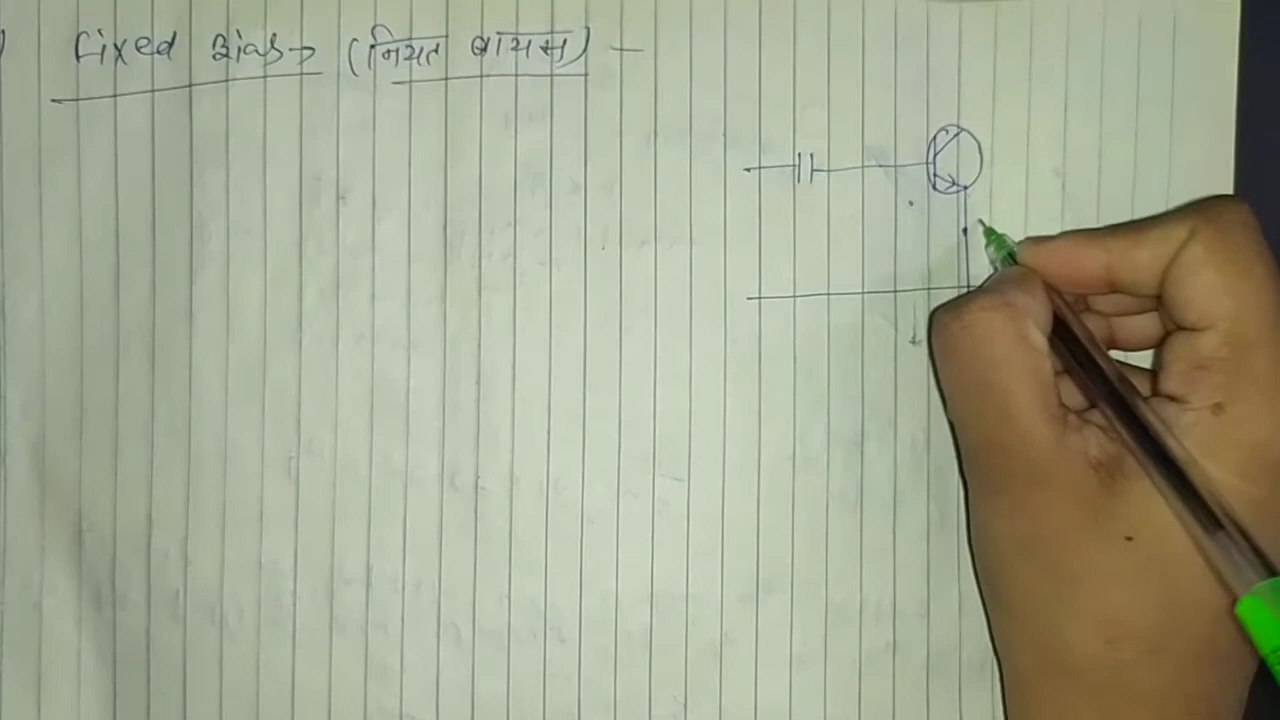 Fixed Bias→ (नियत बायस) —